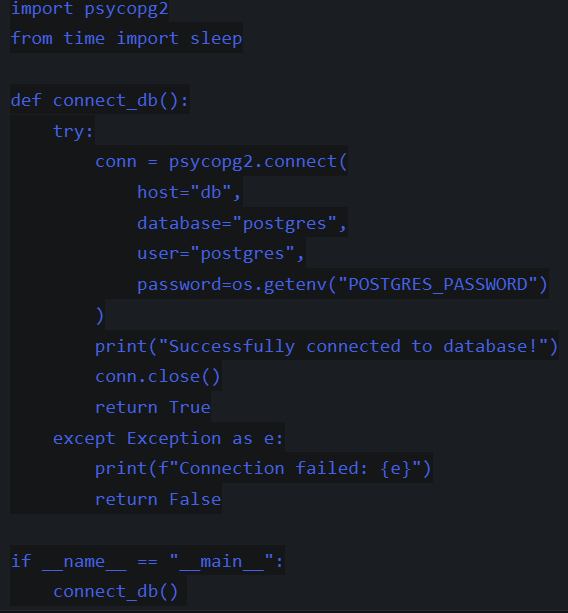 import psycopg2
from time import sleep

def connect_db():
    try:
        conn = psycopg2.connect(
            host="db",
            database="postgres",
            user="postgres",
            password=os.getenv("POSTGRES_PASSWORD")
        )
        print("Successfully connected to database!")
        conn.close()
        return True
    except Exception as e:
        print(f"Connection failed: {e}")
        return False

if __name__ == "__main__":
    connect_db()